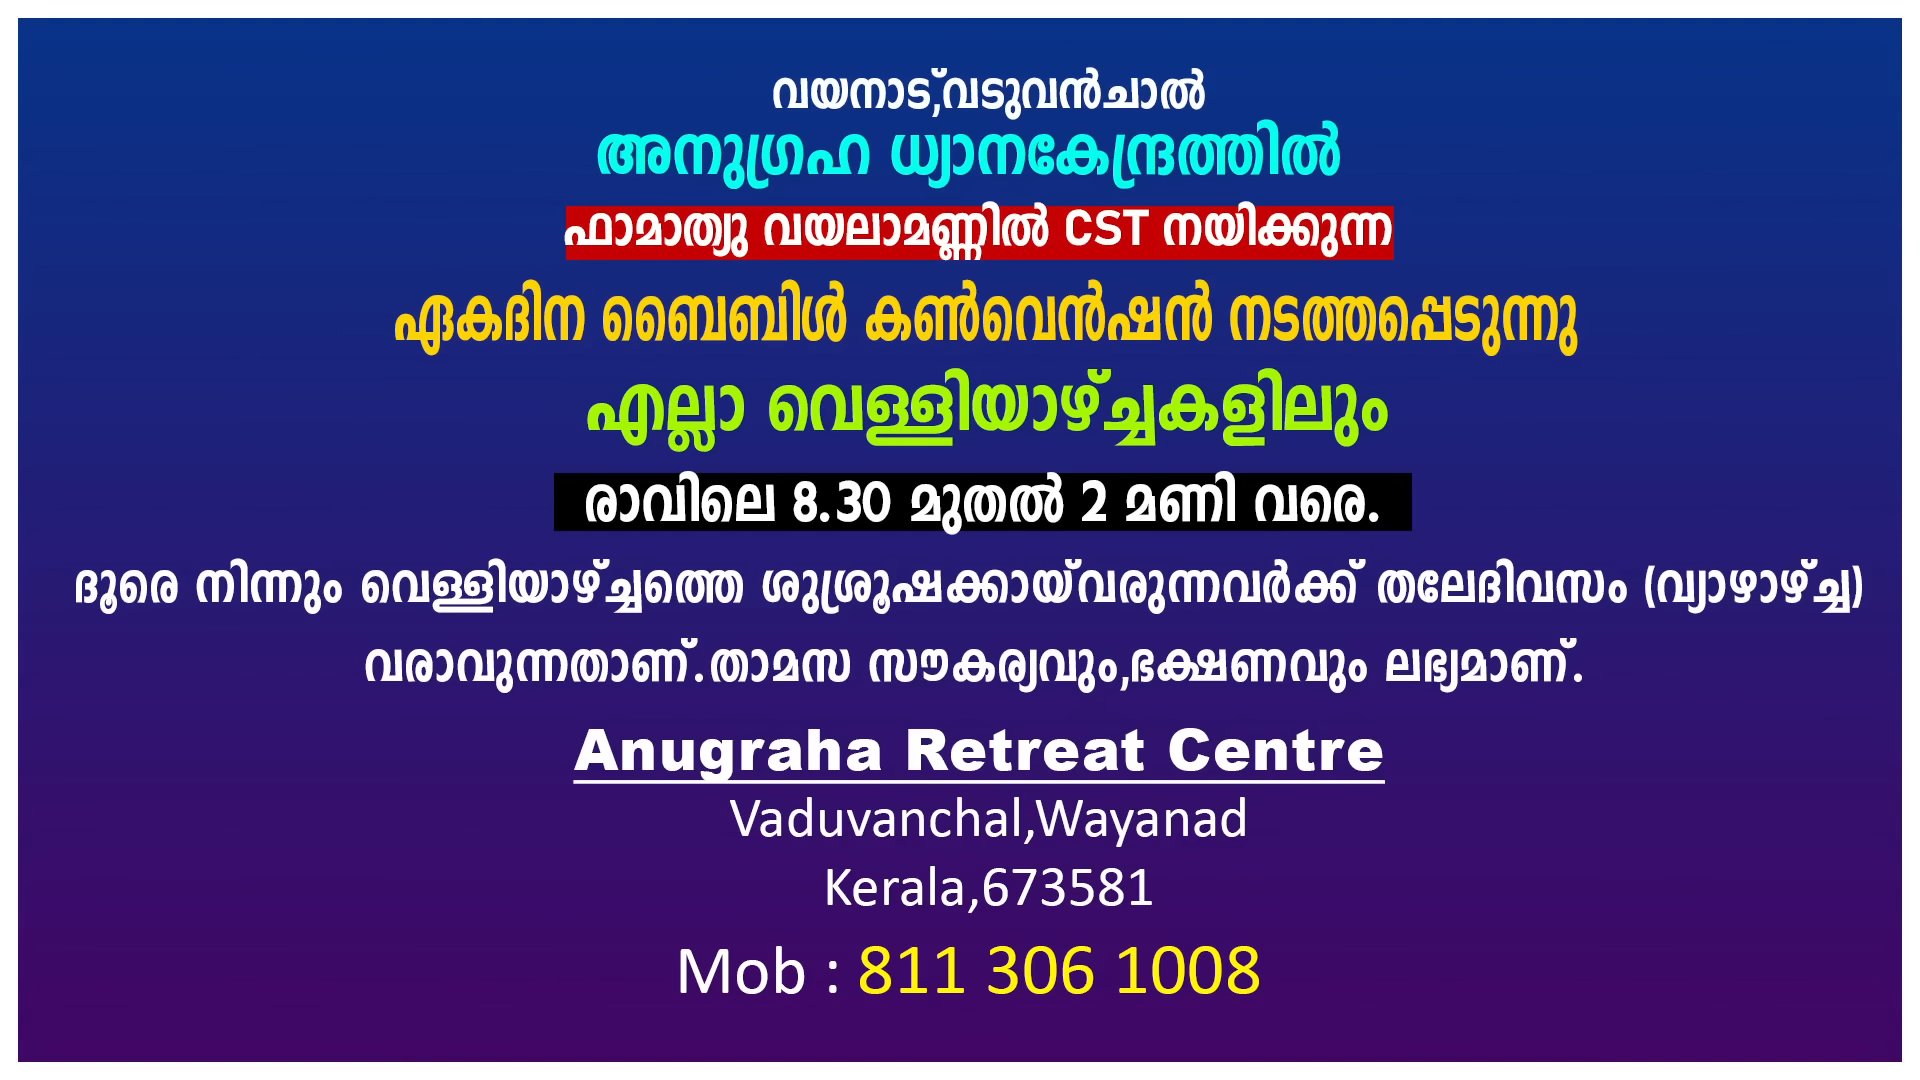 വയനാട്,വടുവൻചാൽ
അനുഗ്രഹ ധ്യാനകേന്ദ്രത്തിൽ
ഫാമാത്യു വയലാമണ്ണിൽ CST നയിക്കുന്ന
ഏകദിന ബൈബിൾ കൺവെൻഷൻ നടത്തപ്പെടുന്നു
എല്ലാ വെള്ളിയാഴ്ച്ചകളിലും
രാവിലെ 8.30 മുതൽ 2 മണി വരെ.
ദൂരെ നിന്നും വെള്ളിയാഴ്ച്ചത്തെ ശുശ്രൂഷക്കായ്‌വരുന്നവർക്ക് തലേദിവസം (വ്യാഴാഴ്ച്ച)
വരാവുന്നതാണ്.താമസ സൗകര്യവും,ഭക്ഷണവും ലഭ്യമാണ്.
Anugraha Retreat Centre
Vaduvanchal,Wayanad
Kerala,673581
Mob : 811 306 1008